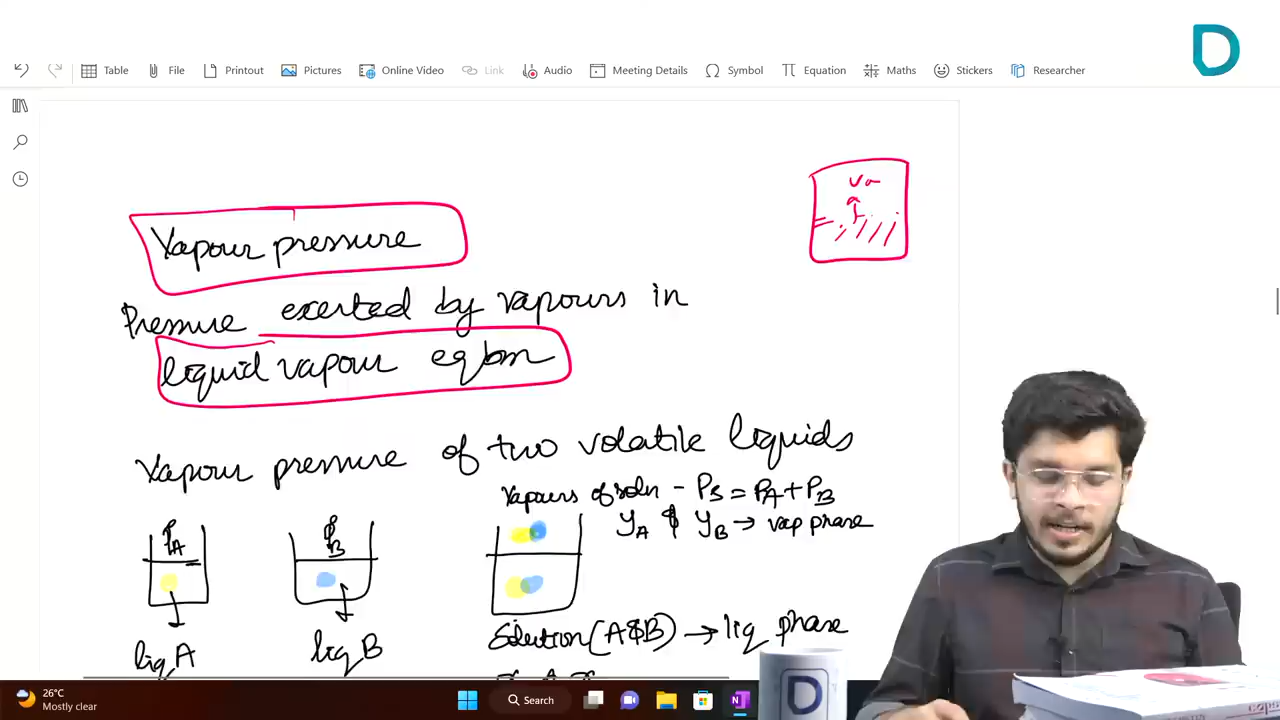 D
Table File Printout Pictures Online Video Link Audio Meeting Details Symbol Equation Maths Stickers Researcher
Va
Vapour pressure
Pressure exerted by vapours in
liquid vapour eqbm
Vapour pressure of two volatile liquids
Vapours of soln - PS = PA + PB
YA & YB → vap phase
PA PB
Solution (A&B) → liq phase
liq A liq B
D
26°C
Mostly clear
Search